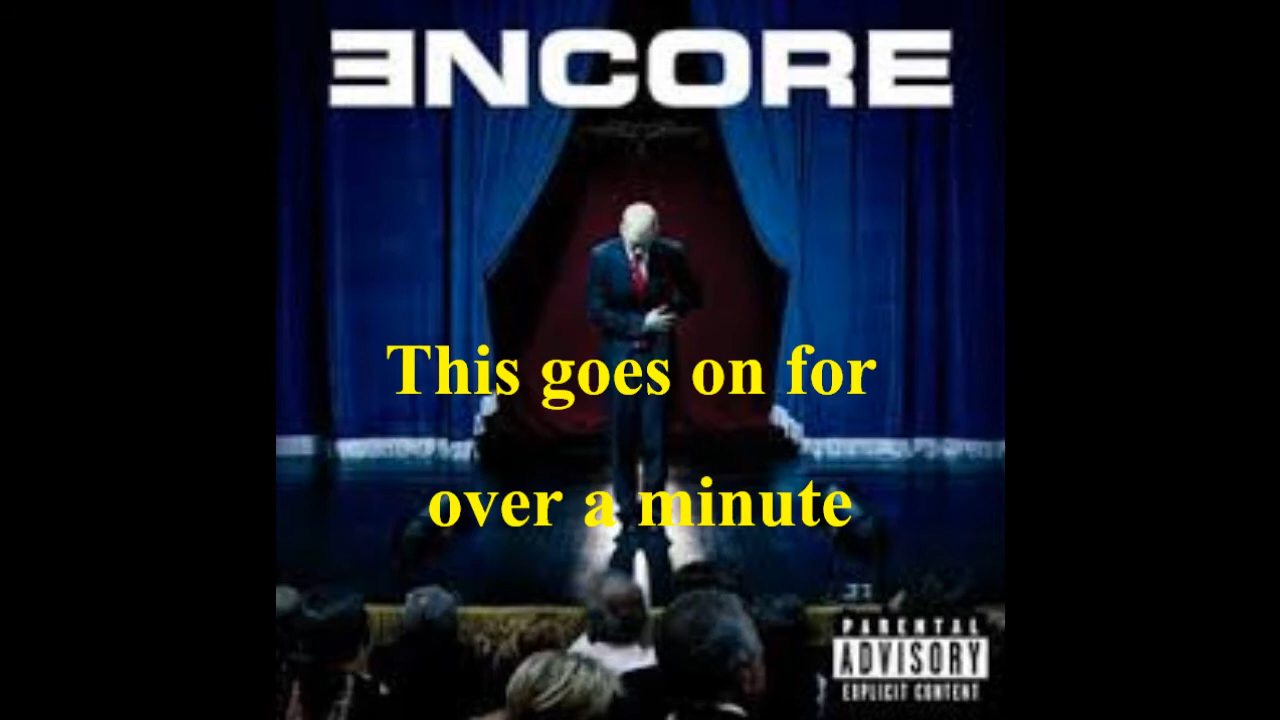 ƎNCORE
This goes on for
over a minute
PARENTAL
ADVISORY
EXPLICIT CONTENT